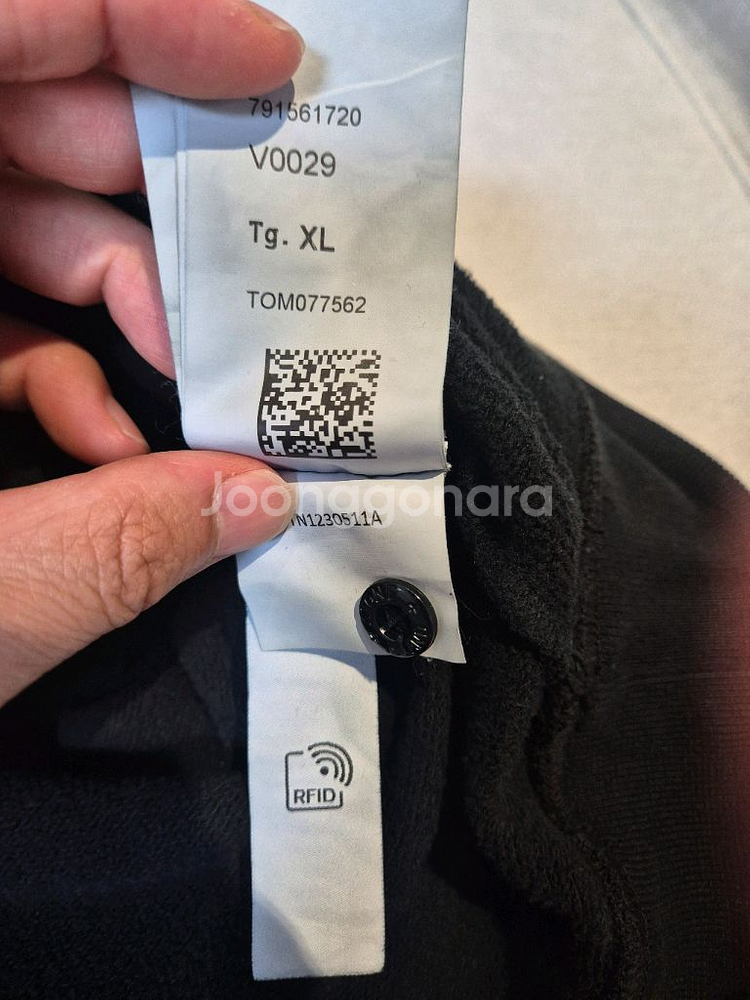 791561720
V0029
Tg. XL
TOM077562
Joonggonara
N1230511A
RFID